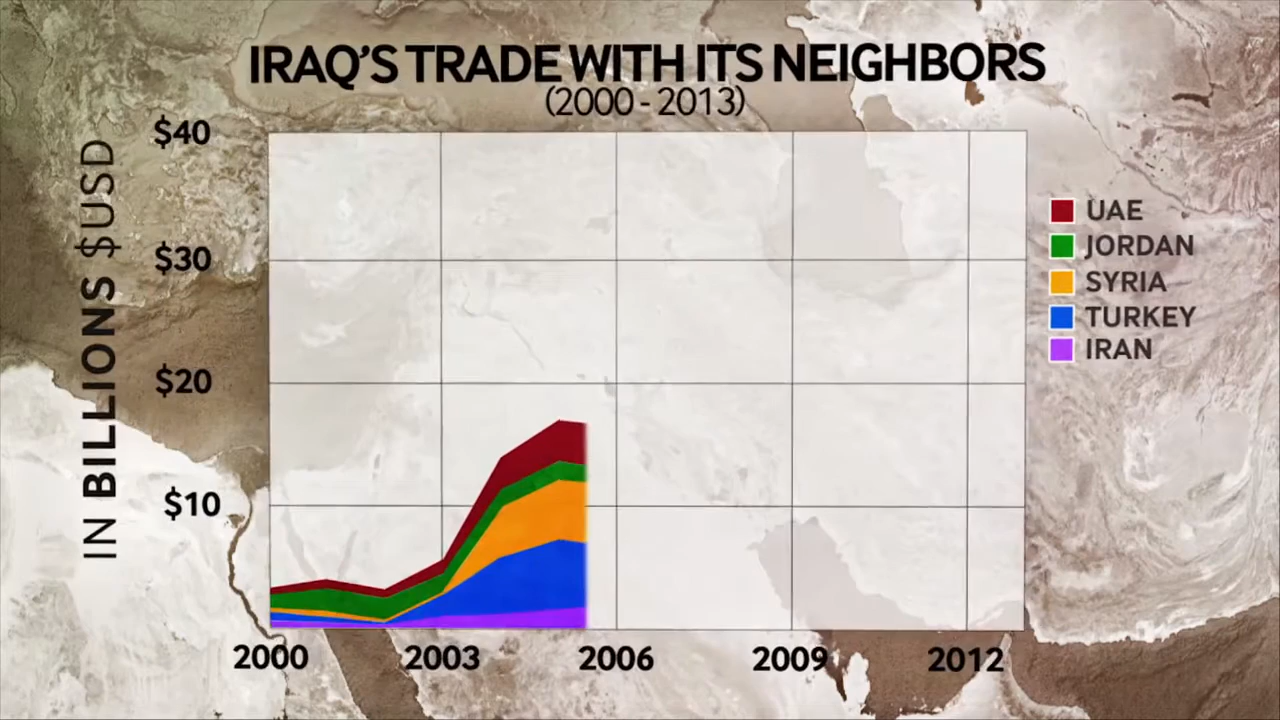 IRAQ'S TRADE WITH ITS NEIGHBORS
(2000 - 2013)
IN BILLIONS $USD
$40
$30
$20
$10
2000 2003 2006 2009 2012
UAE
JORDAN
SYRIA
TURKEY
IRAN